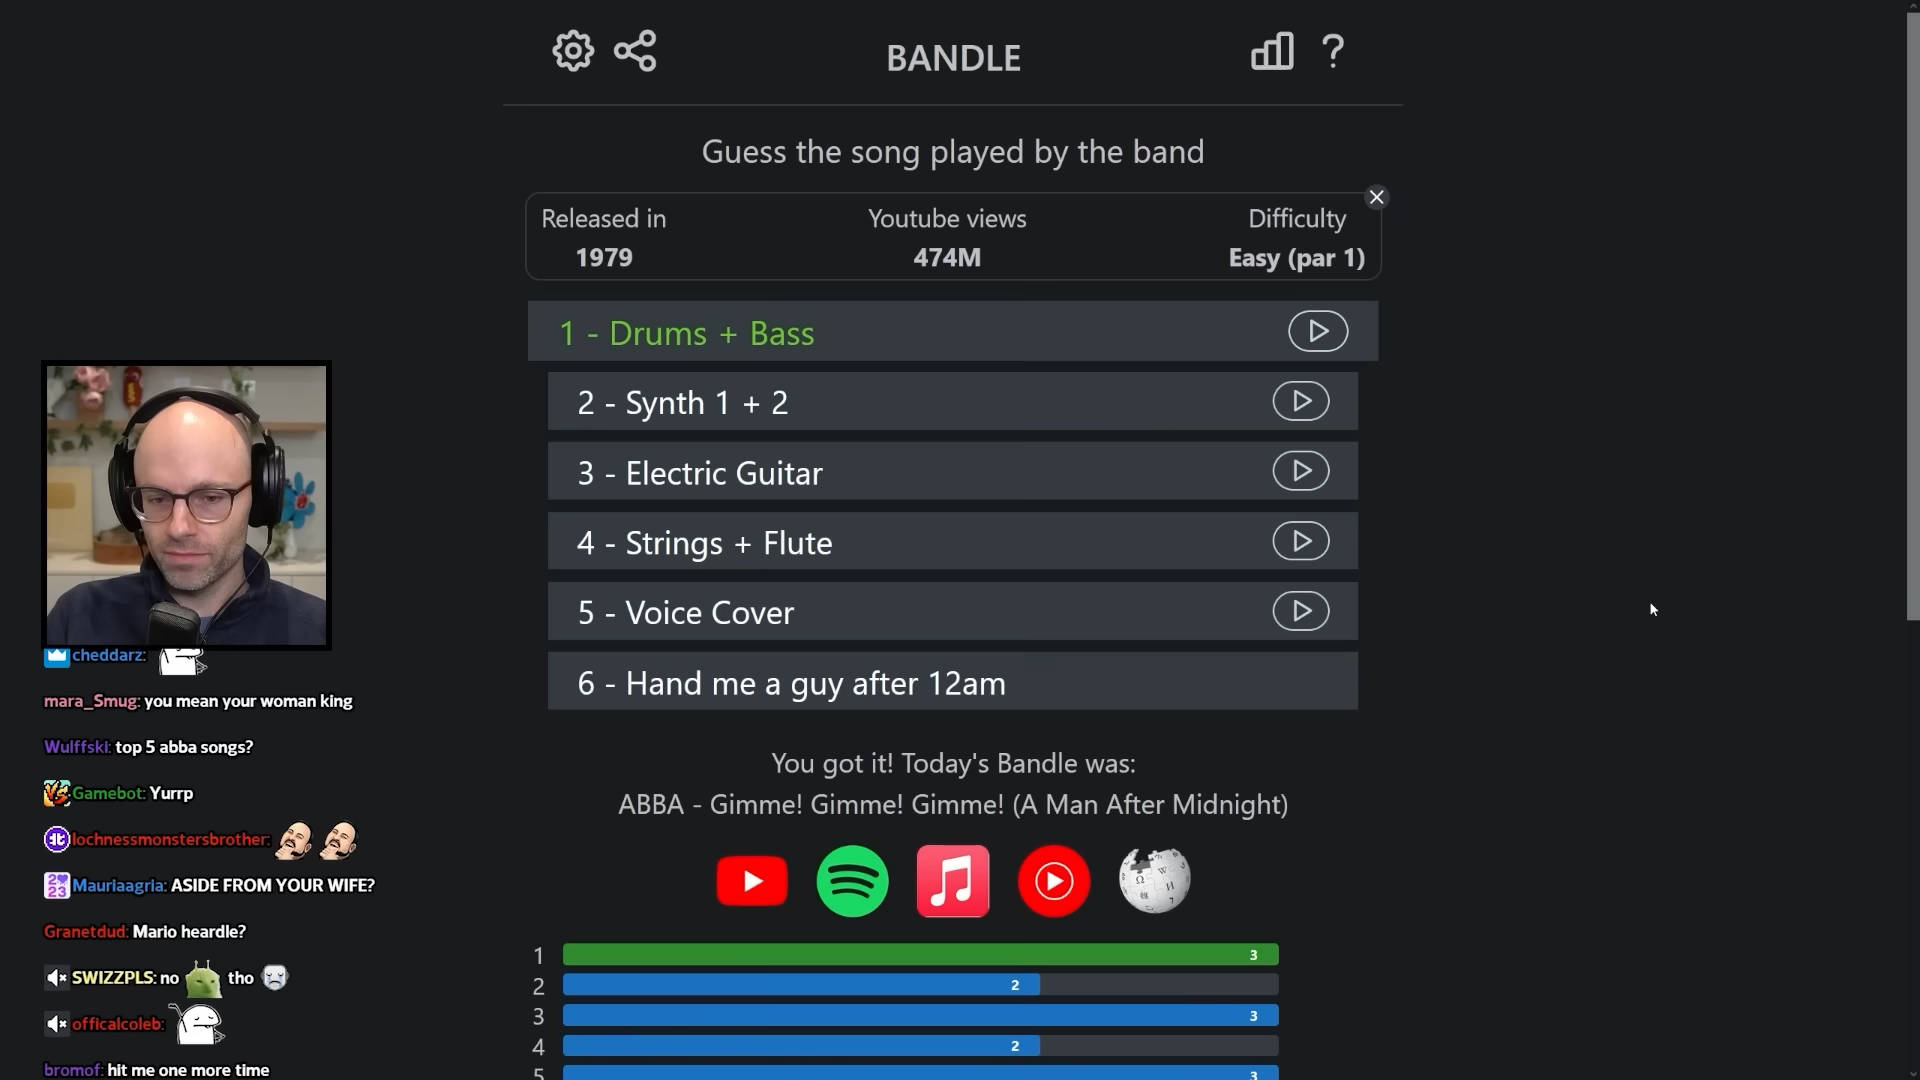 BANDLE
?
Guess the song played by the band
Released in
1979
Youtube views
474M
Difficulty
Easy (par 1)
1 - Drums + Bass
2 - Synth 1 + 2
3 - Electric Guitar
4 - Strings + Flute
5 - Voice Cover
6 - Hand me a guy after 12am
You got it! Today's Bandle was:
ABBA - Gimme! Gimme! Gimme! (A Man After Midnight)
1 3
2 2
3 3
4 2
5 3
cheddarz:
mara_Smug: you mean your woman king
Wulffski: top 5 abba songs?
Gamebot: Yurrp
lochnessmonstersbrother:
Mauriaagria: ASIDE FROM YOUR WIFE?
Granetdud: Mario heardle?
SWIZZPLS: no tho
officalcoleb:
bromof: hit me one more time